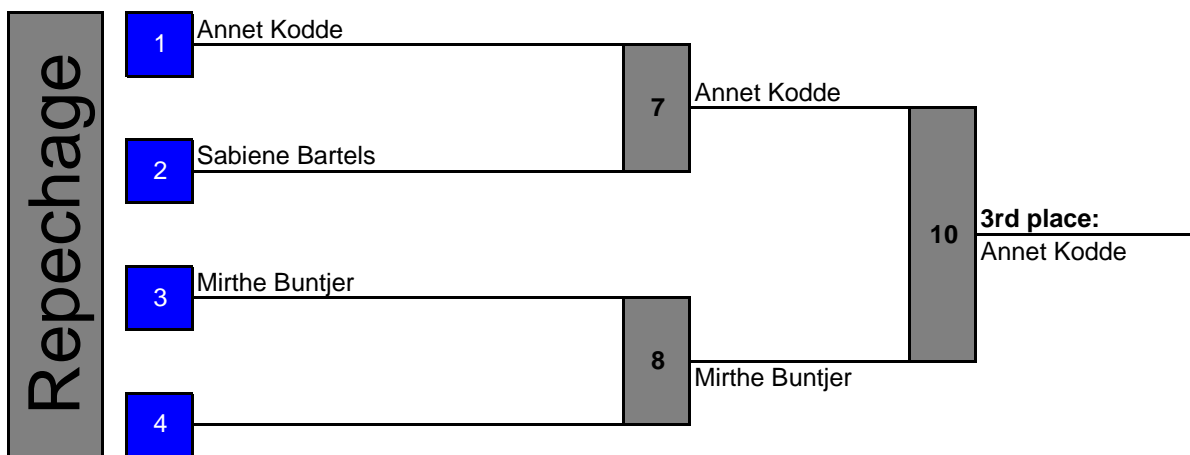 Repechage
1
Annet Kodde
2
Sabiene Bartels
7
Annet Kodde
3
Mirthe Buntjer
4
8
Mirthe Buntjer
10
3rd place:
Annet Kodde